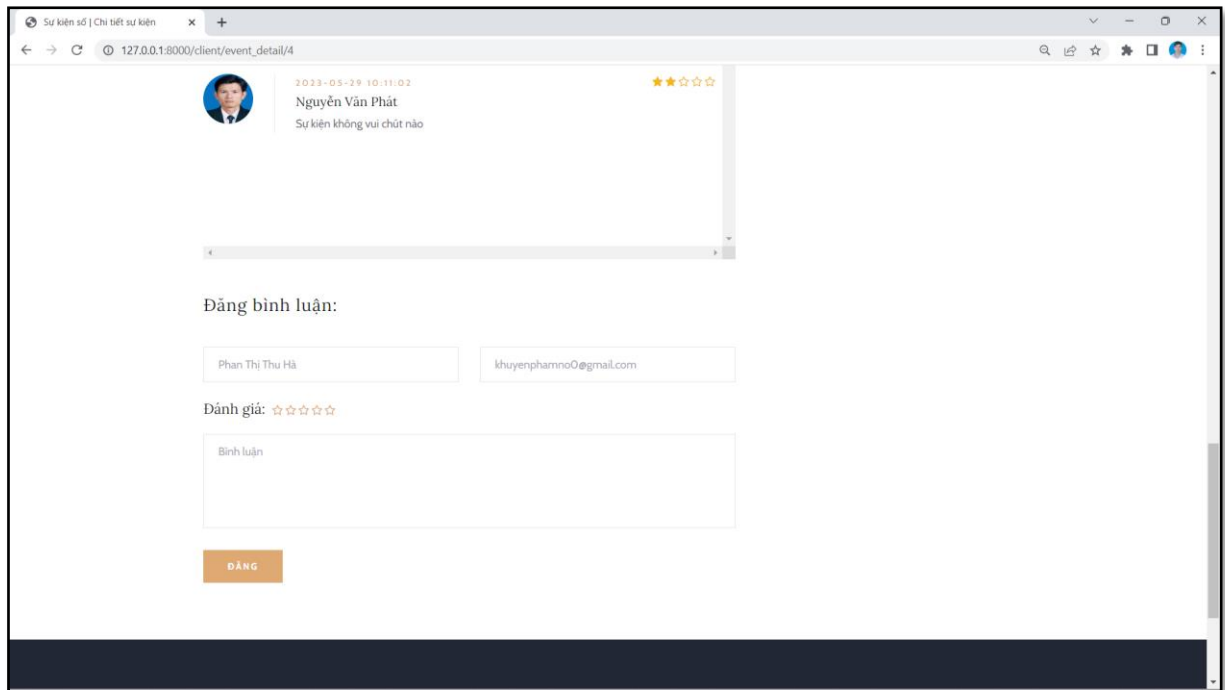 Sự kiện số | Chi tiết sự kiện
127.0.0.1:8000/client/event_detail/4
2023-05-29 10:11:02
Nguyễn Văn Phát
Sự kiện không vui chút nào
Đăng bình luận:
Phan Thị Thu Hà
khuyenphamno0@gmail.com
Đánh giá:
Bình luận
ĐĂNG